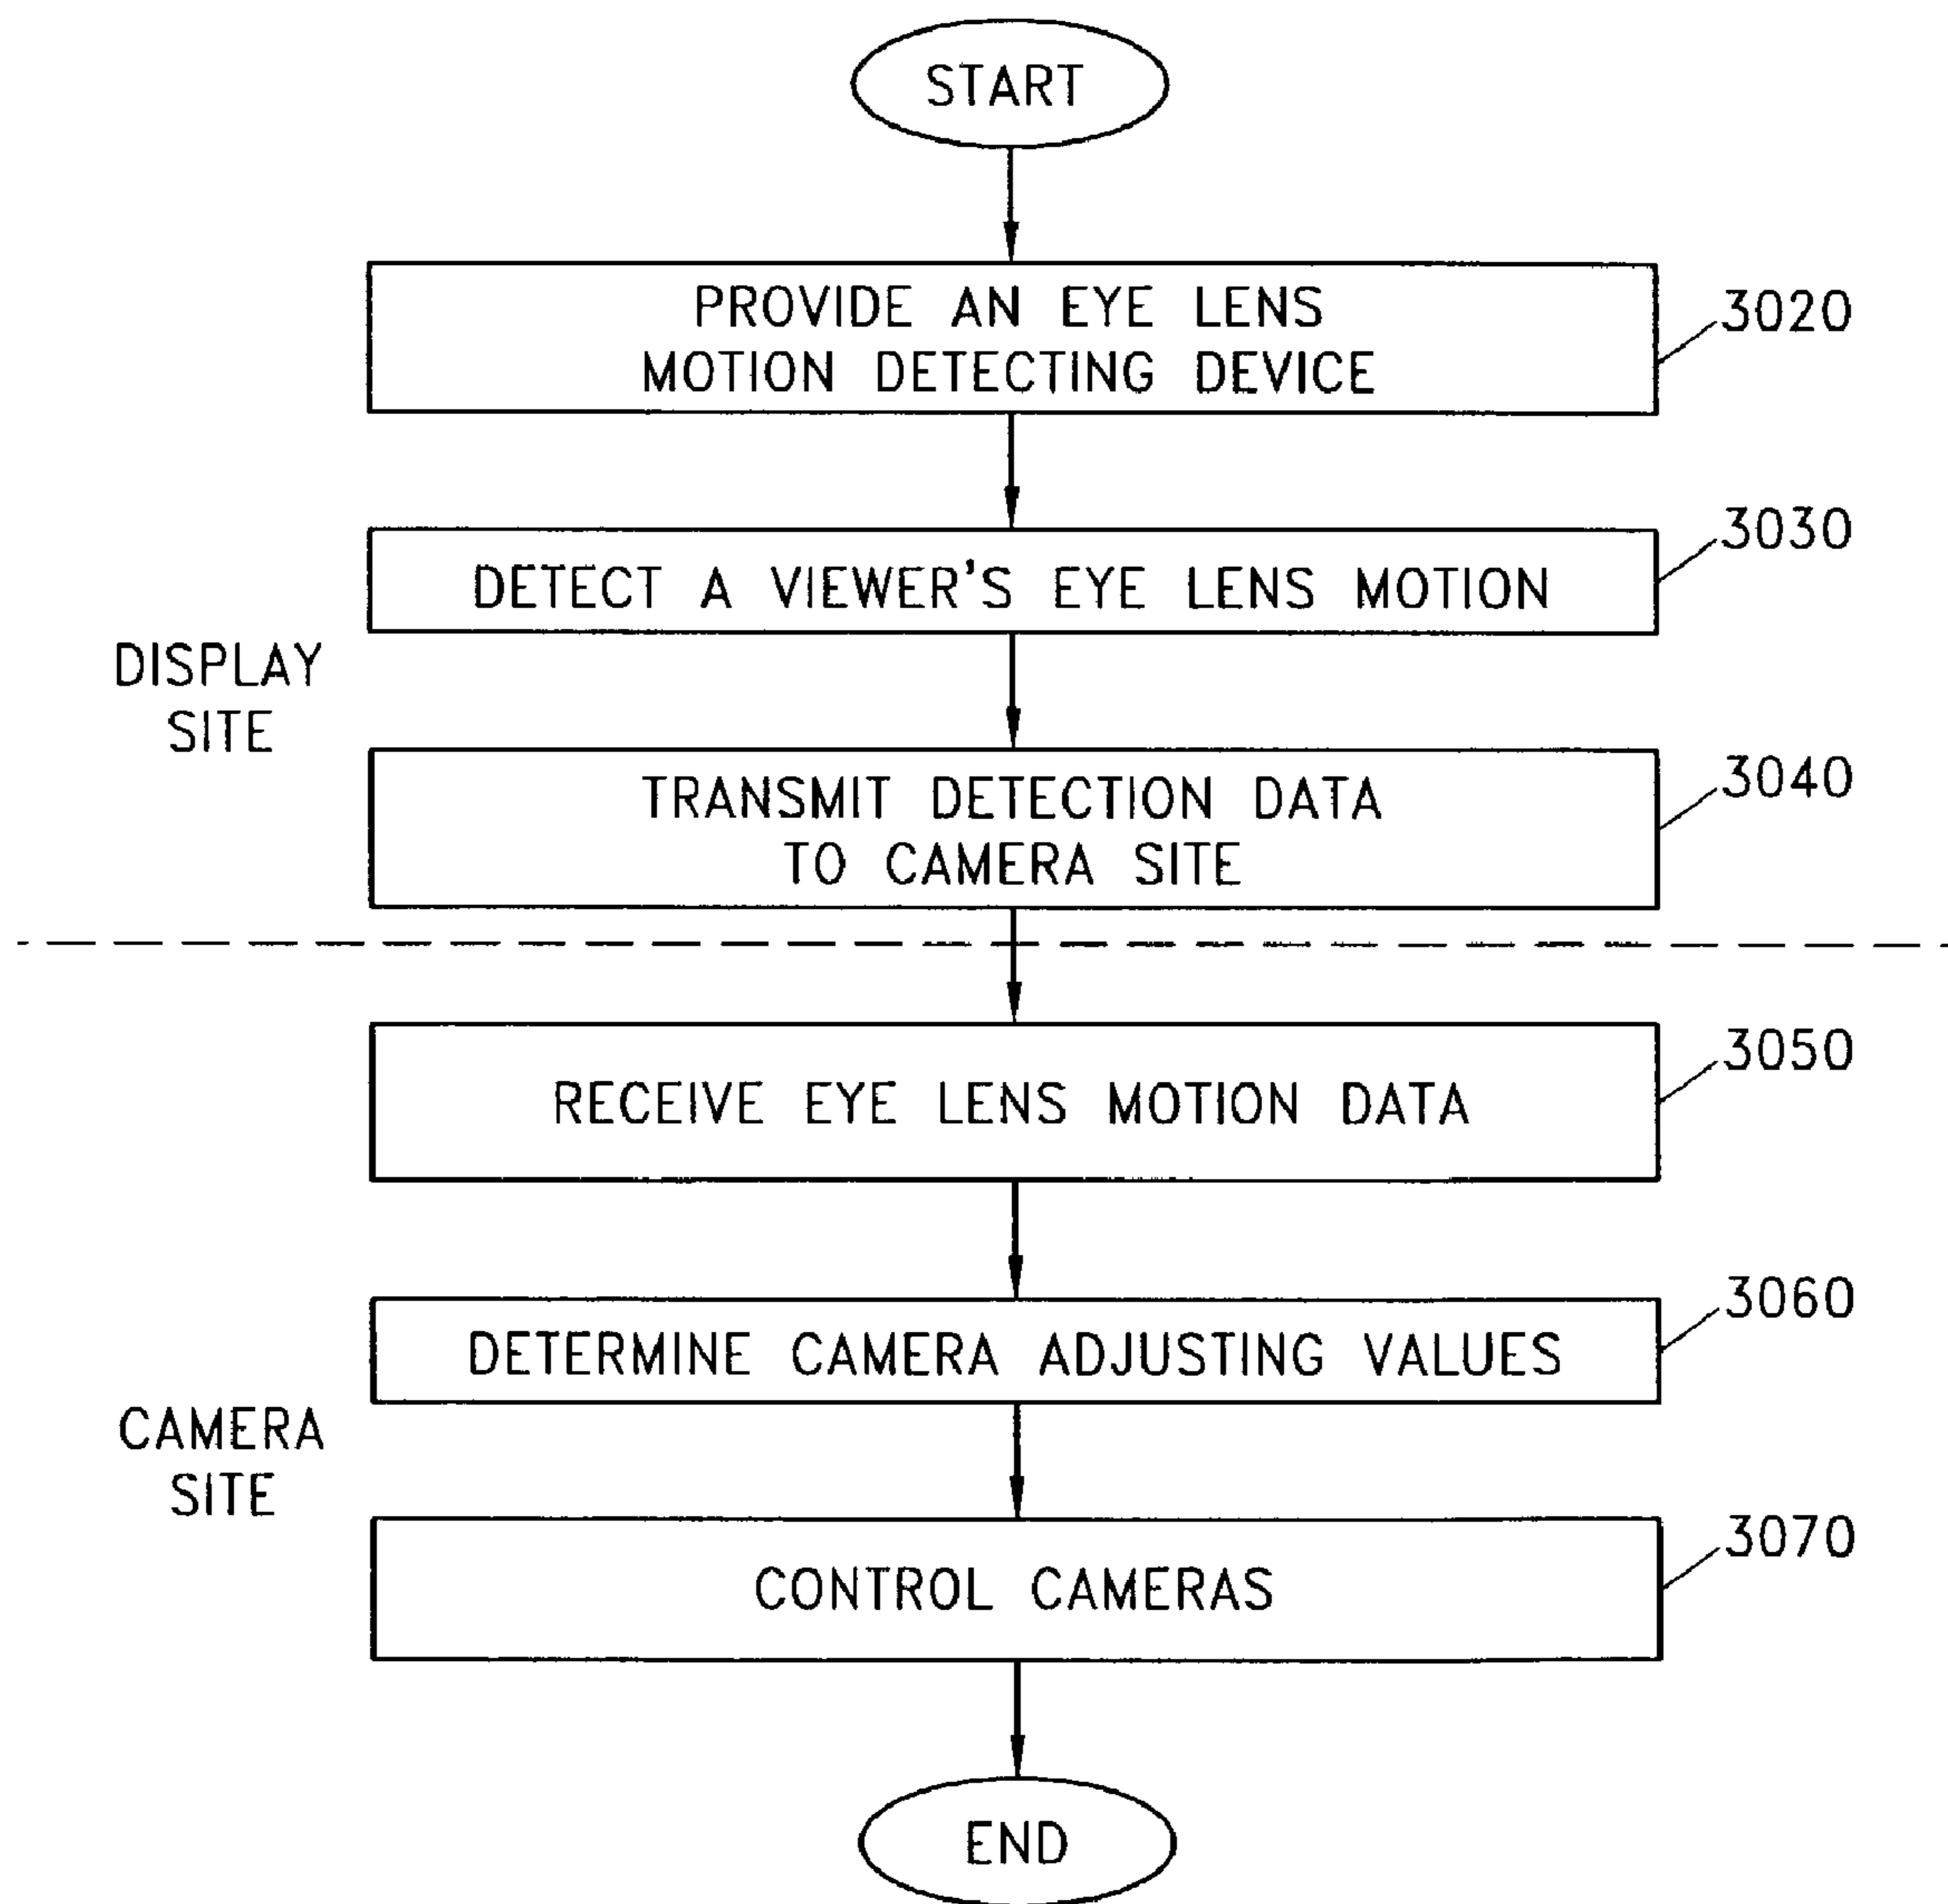 START
PROVIDE AN EYE LENS
MOTION DETECTING DEVICE
3020
DETECT A VIEWER'S EYE LENS MOTION
3030
DISPLAY
SITE
TRANSMIT DETECTION DATA
TO CAMERA SITE
3040
RECEIVE EYE LENS MOTION DATA
3050
DETERMINE CAMERA ADJUSTING VALUES
3060
CAMERA
SITE
CONTROL CAMERAS
3070
END